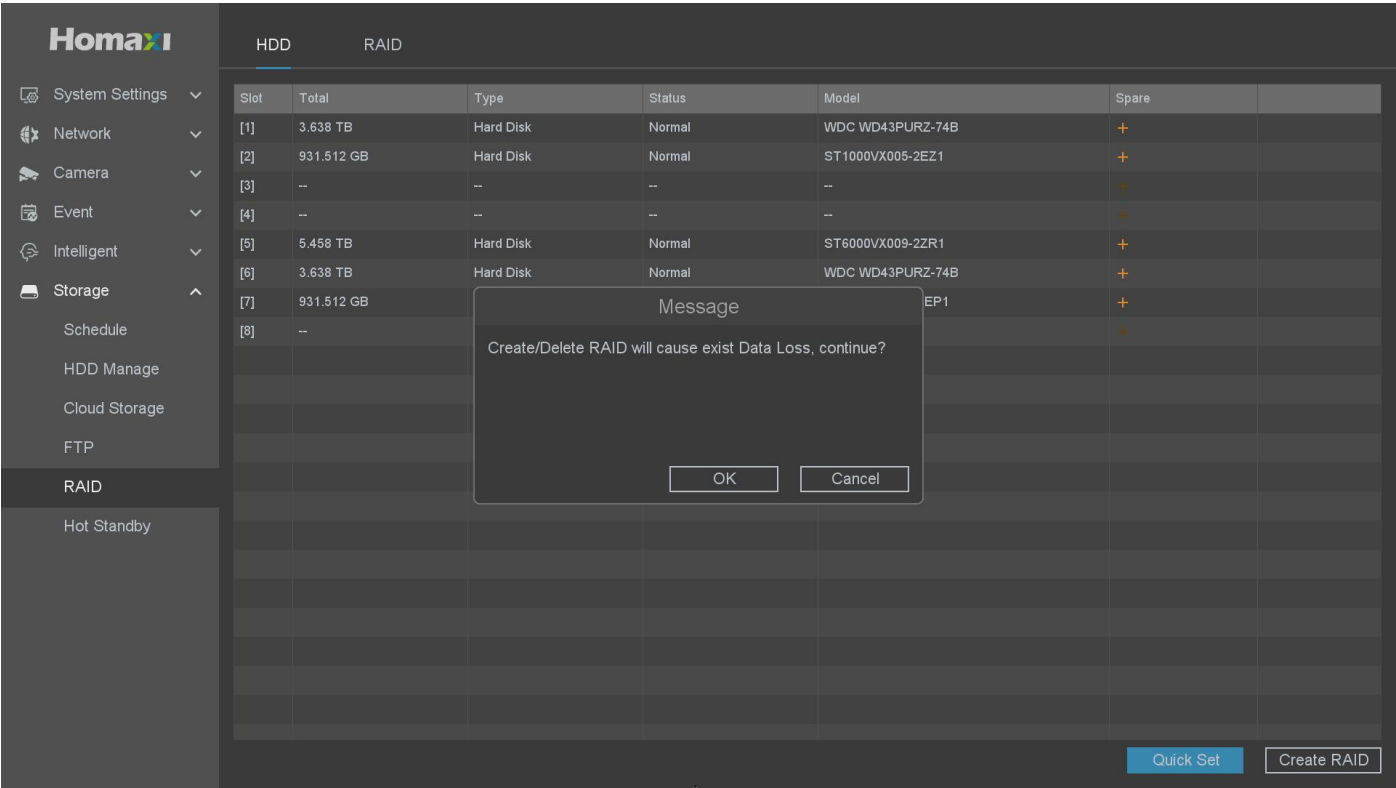 Homaxi
HDD RAID
System Settings
Network
Camera
Event
Intelligent
Storage
Schedule
HDD Manage
Cloud Storage
FTP
RAID
Hot Standby
Slot Total Type Status Model Spare
[1] 3.638 TB Hard Disk Normal WDC WD43PURZ-74B +
[2] 931.512 GB Hard Disk Normal ST1000VX005-2EZ1 +
[3] -- -- -- --
[4] -- -- -- --
[5] 5.458 TB Hard Disk Normal ST6000VX009-2ZR1 +
[6] 3.638 TB Hard Disk Normal WDC WD43PURZ-74B +
[7] 931.512 GB EP1 +
[8] --
Message
Create/Delete RAID will cause exist Data Loss, continue?
OK Cancel
Quick Set Create RAID